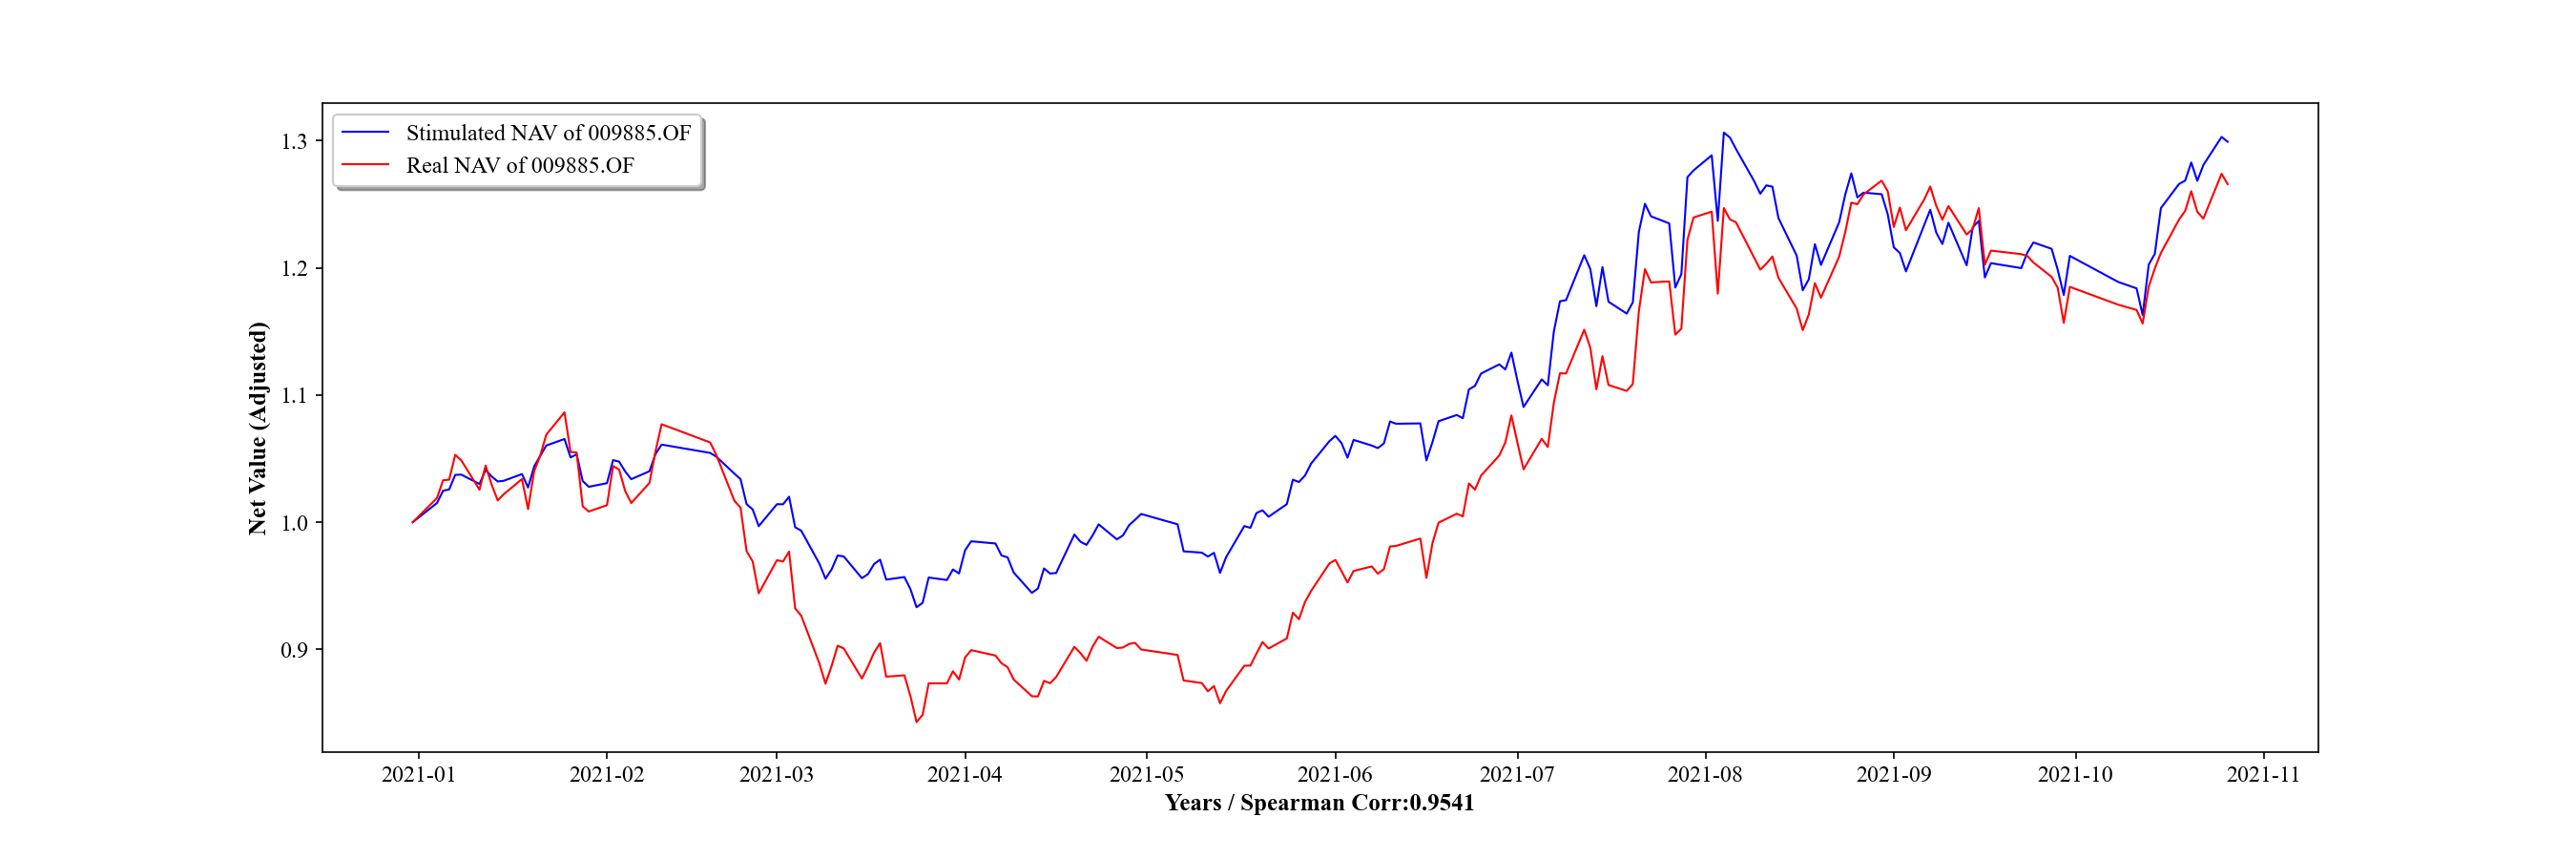 Stimulated NAV of 009885.OF
Real NAV of 009885.OF
1.3
1.2
1.1
1.0
0.9
Net Value (Adjusted)
2021-01 2021-02 2021-03 2021-04 2021-05 2021-06 2021-07 2021-08 2021-09 2021-10 2021-11
Years / Spearman Corr:0.9541